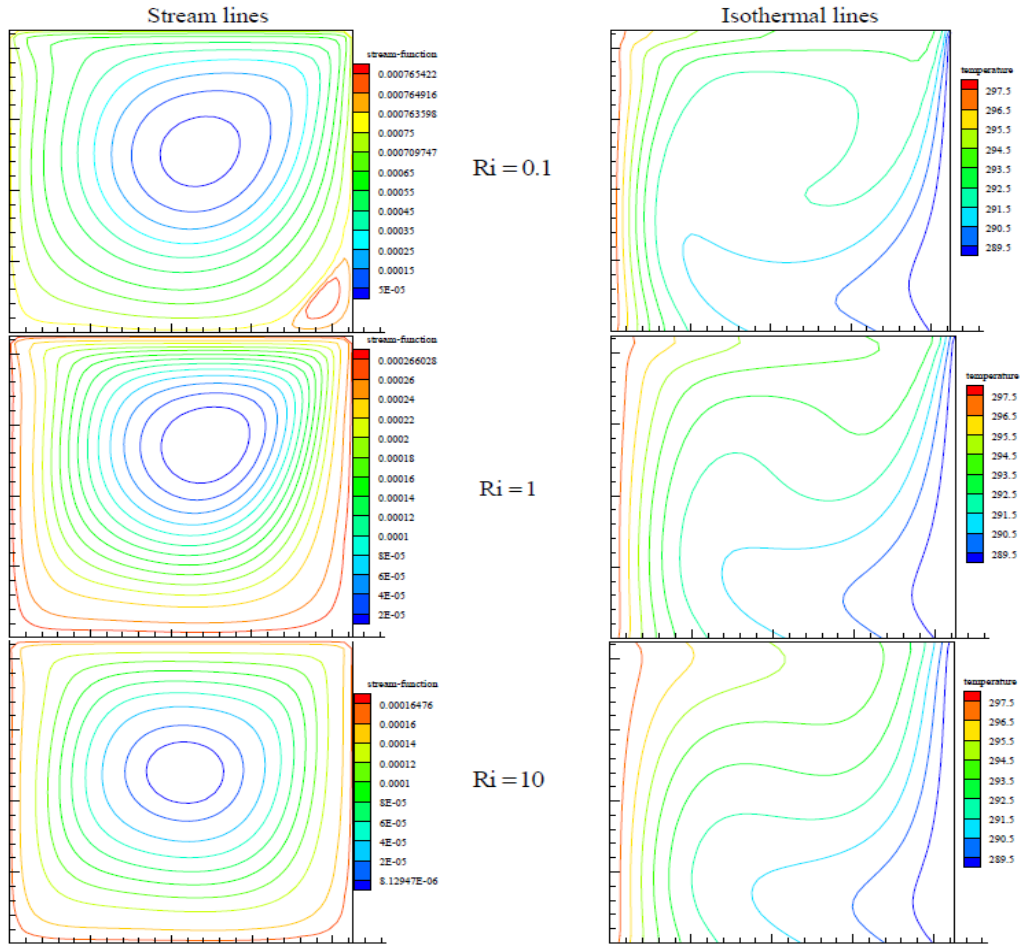 Stream lines
Isothermal lines
stream-function
0.000765422
0.000764916
0.000763598
0.00075
0.000709747
0.00065
0.00055
0.00045
0.00035
0.00025
0.00015
5E-05
Ri = 0.1
temperature
297.5
296.5
295.5
294.5
292.5
291.5
290.5
289.5
stream-function
0.000266028
0.00026
0.00024
0.00022
0.0002
0.00018
0.00016
0.00014
0.00012
0.0001
8E-05
6E-05
4E-05
2E-05
Ri = 1
temperature
297.5
296.5
295.5
294.5
293.5
292.5
291.5
290.5
289.5
stream-function
0.00016476
0.00016
0.00014
0.00012
0.0001
8E-05
6E-05
4E-05
2E-05
8.12947E-06
Ri = 10
temperature
297.5
296.5
295.5
294.5
293.5
292.5
291.5
290.5
289.5